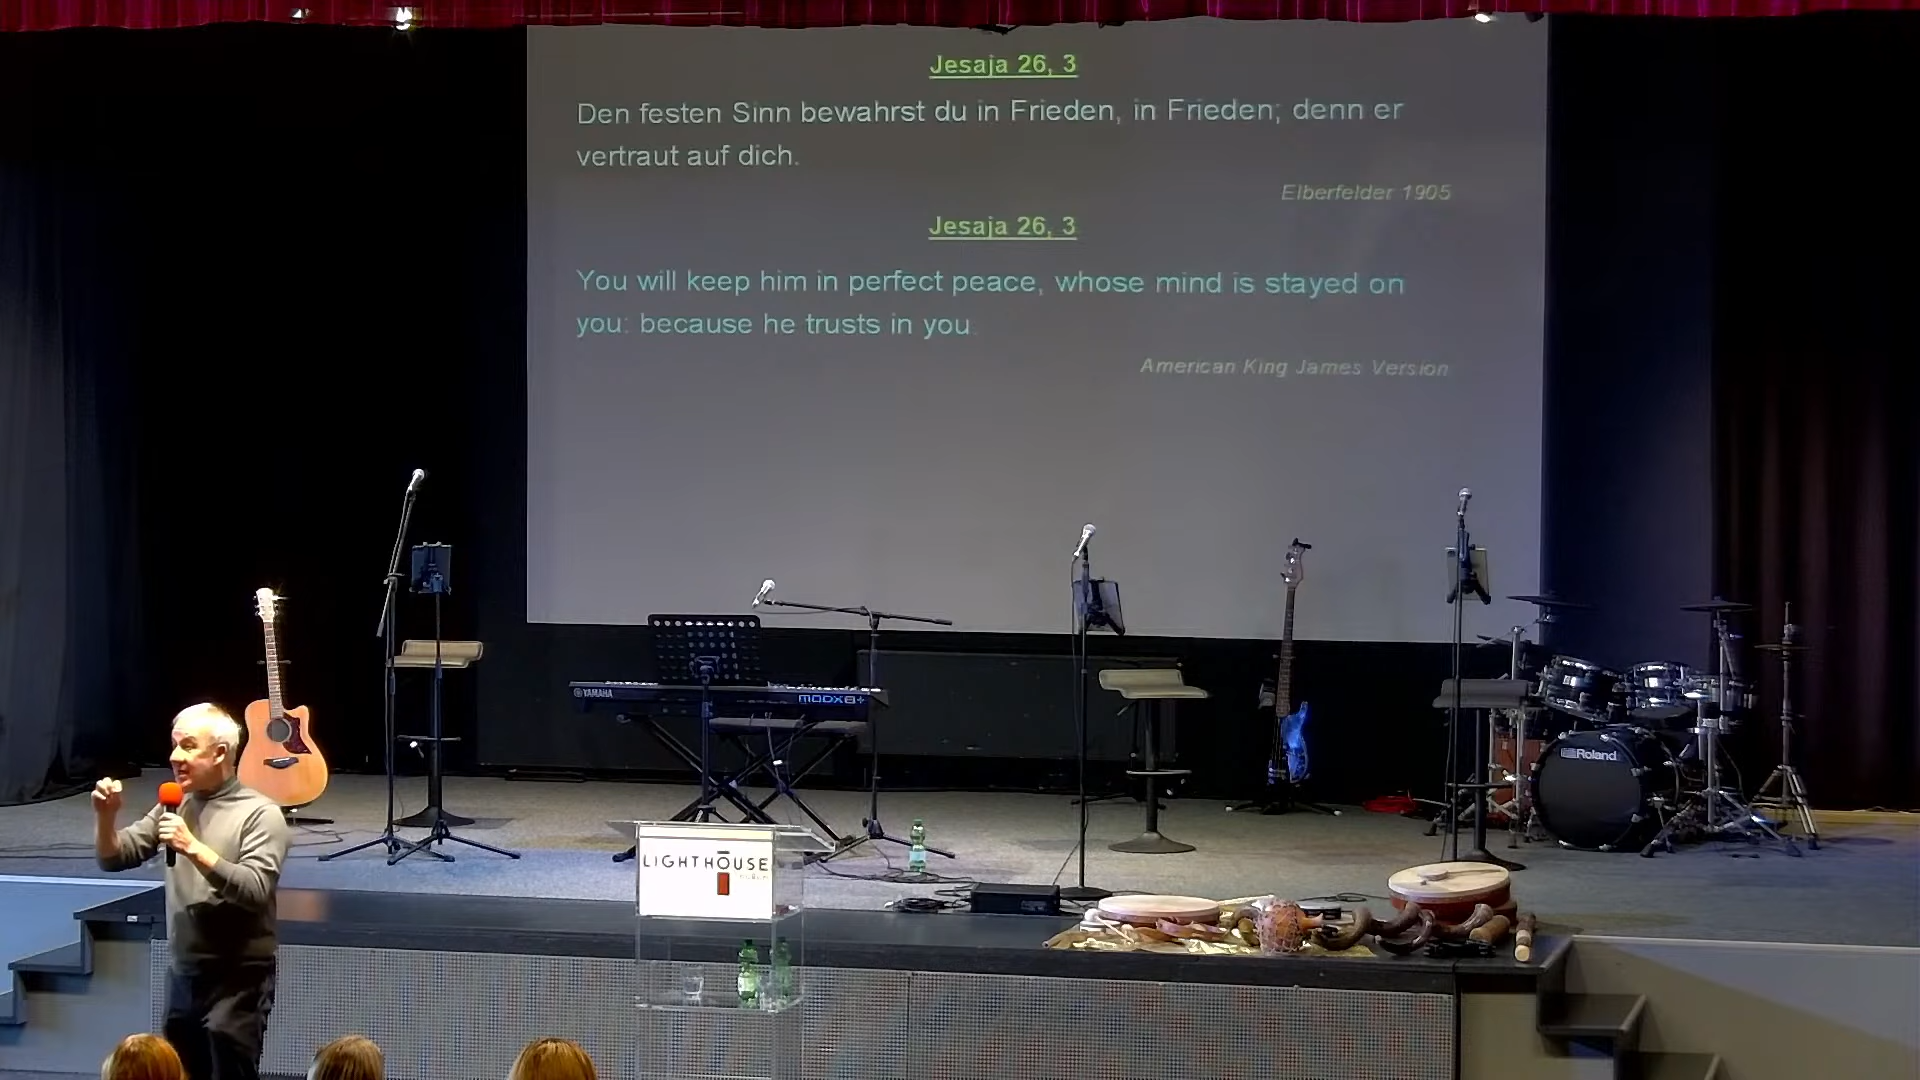 Jesaja 26, 3
Den festen Sinn bewahrst du in Frieden, in Frieden; denn er
vertraut auf dich.
Elberfelder 1905
Jesaja 26, 3
You will keep him in perfect peace, whose mind is stayed on
you: because he trusts in you.
American King James Version
YAMAHA
MODX8+
Roland
LIGHTHOUSE